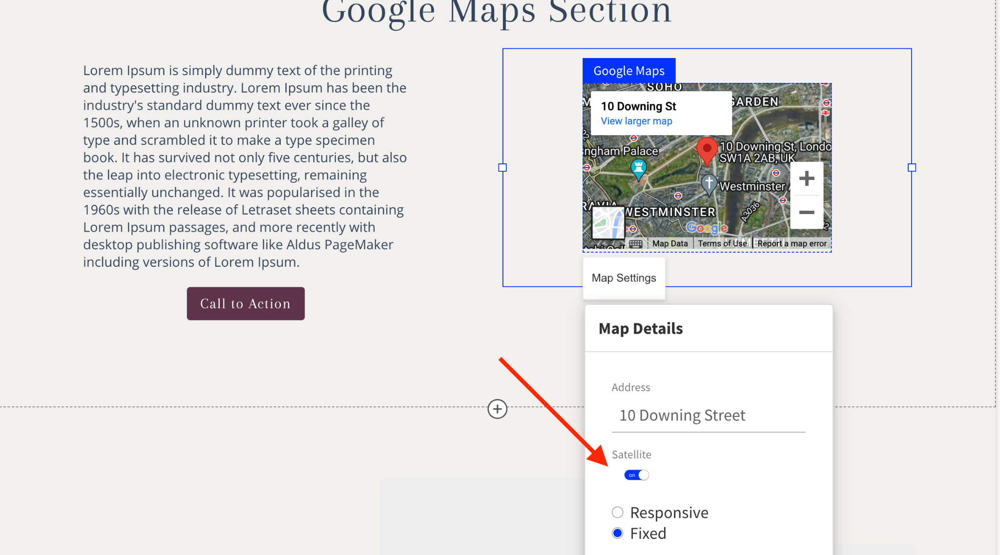 Google Maps Section
Lorem Ipsum is simply dummy text of the printing
and typesetting industry. Lorem Ipsum has been the
industry's standard dummy text ever since the
1500s, when an unknown printer took a galley of
type and scrambled it to make a type specimen
book. It has survived not only five centuries, but also
the leap into electronic typesetting, remaining
essentially unchanged. It was popularised in the
1960s with the release of Letraset sheets containing
Lorem Ipsum passages, and more recently with
desktop publishing software like Aldus PageMaker
including versions of Lorem Ipsum.
Call to Action
Google Maps
SOHO
GARDEN
10 Downing St
View larger map
10 Downing St, Londo
SW1A 2AB, UK
ngham Palace
Westminster
RAVIA
WESTMINSTER
A3036
Google
Map Data
Terms of Use
Report a map error
Map Settings
Map Details
Address
10 Downing Street
Satellite
on
Responsive
Fixed